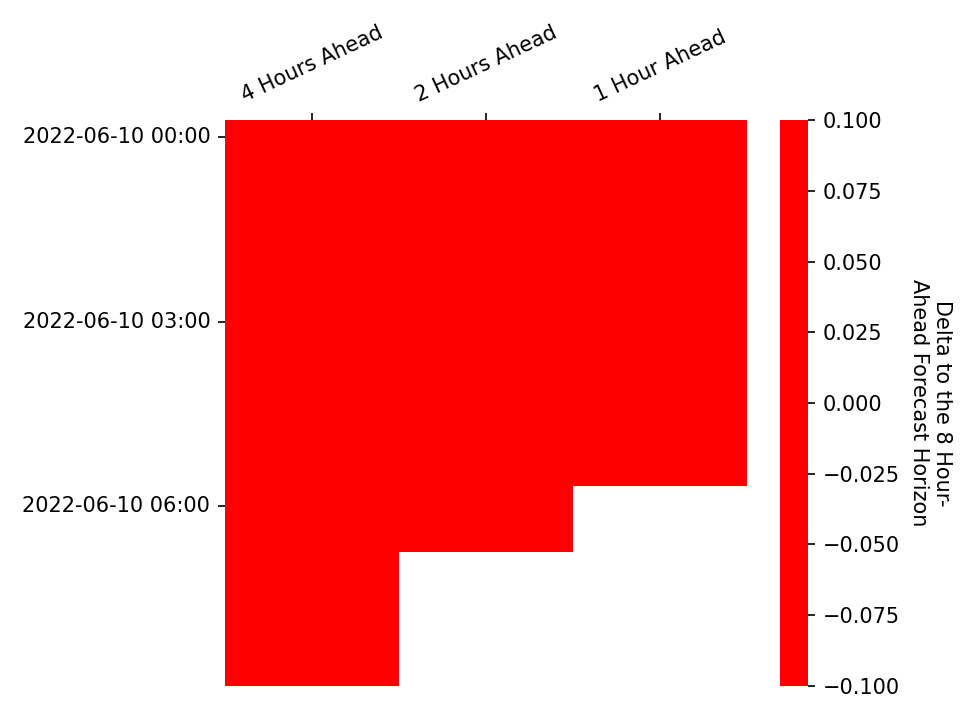 4 Hours Ahead
2 Hours Ahead
1 Hour Ahead
2022-06-10 00:00
2022-06-10 03:00
2022-06-10 06:00
0.100
0.075
0.050
0.025
0.000
−0.025
−0.050
−0.075
−0.100
Delta to the 8 Hour-
Ahead Forecast Horizon